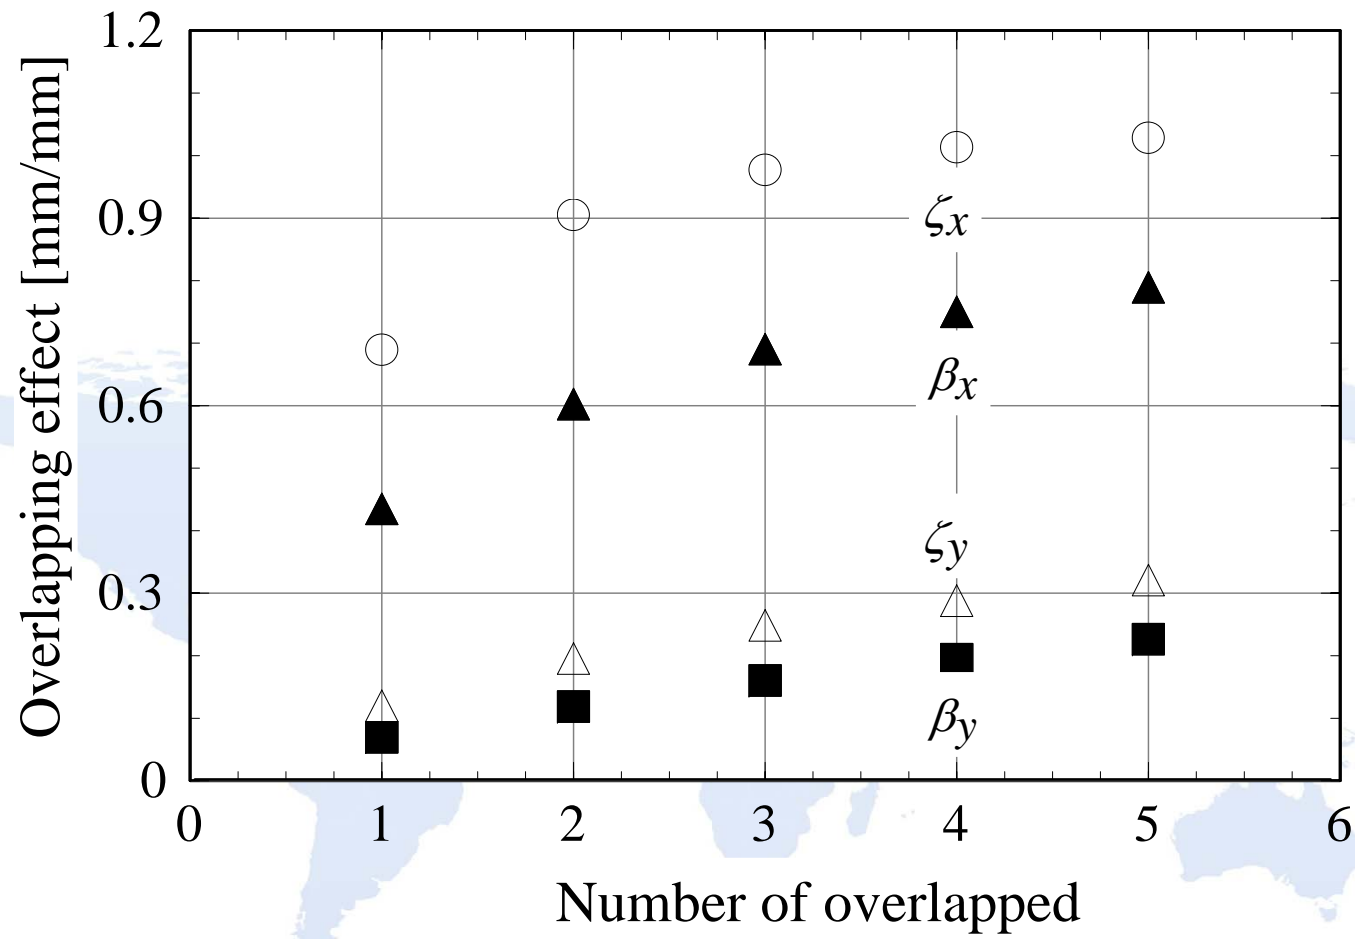 Overlapping effect [mm/mm]
1.2
0.9
0.6
0.3
0
ζx
βx
ζy
βy
0 1 2 3 4 5 6
Number of overlapped